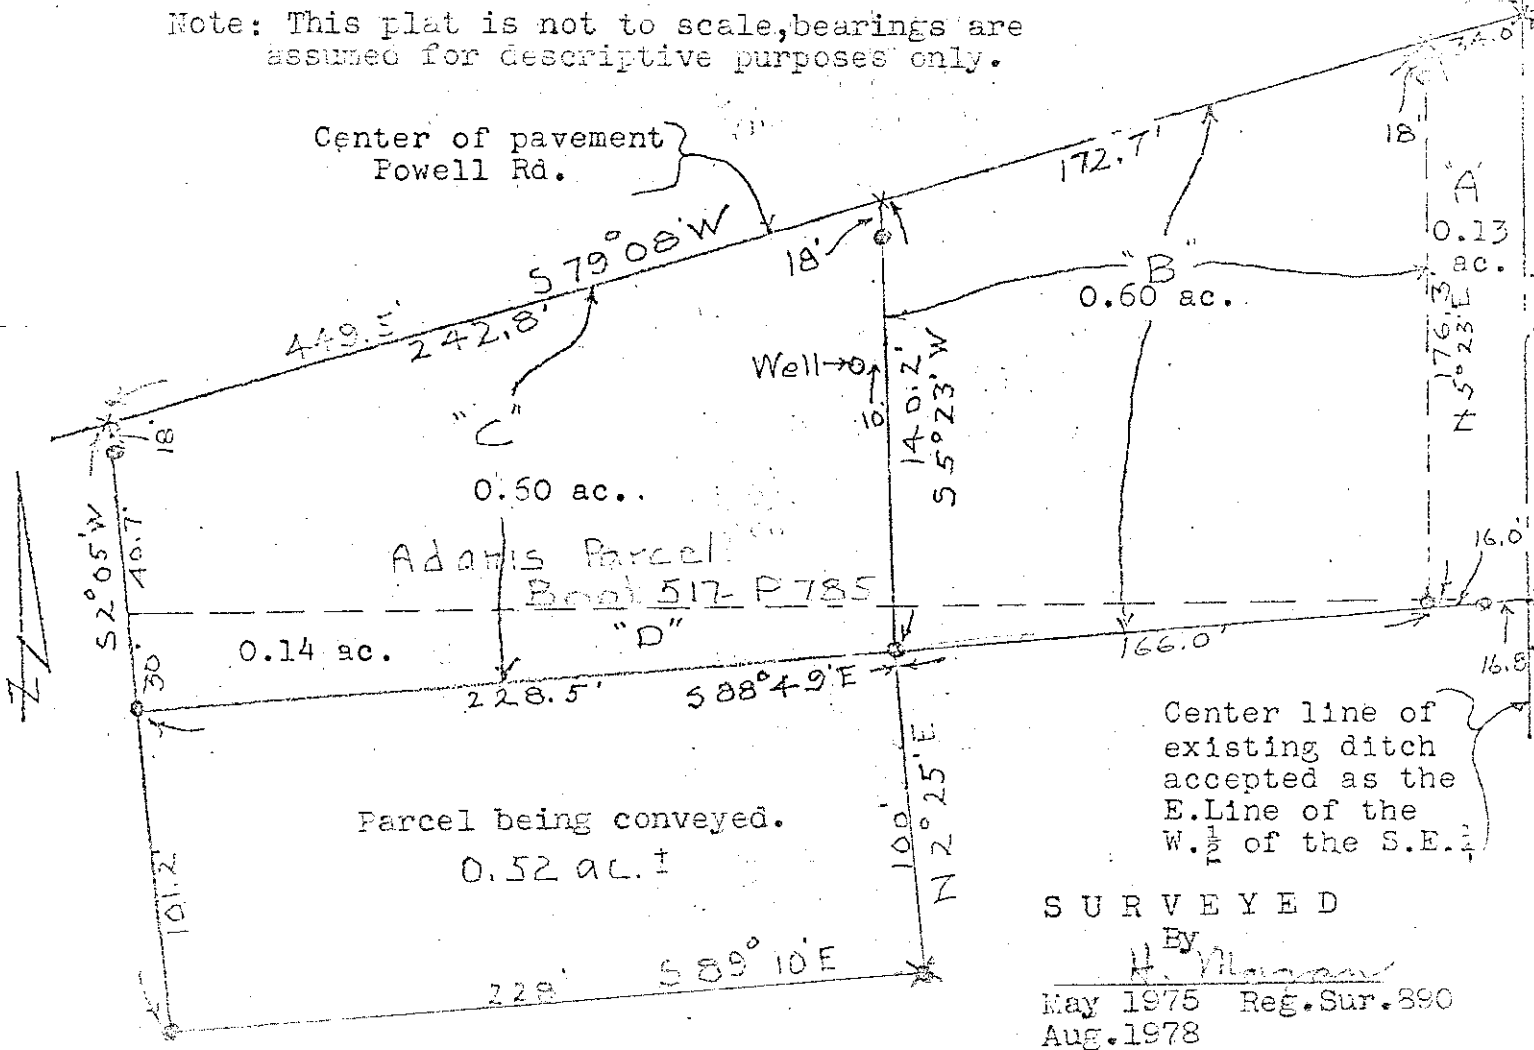 Note: This plat is not to scale,bearings are
assumed for descriptive purposes only.
34.0'
Center of pavement
Powell Rd.
172.7'
18'
"A"
0.13
ac.
S 79°08'W
18'
"B"
0.60 ac.
449.5'
242.8'
176.3'
N 5°23'E
Well
10'
140.2'
S 5°23'W
"C"
18'
0.50 ac..
S 2°05'W
40.7'
Adams Parcel
Book 517- P 785
16.0'
"D"
0.14 ac.
30'
166.0'
16.8
228.5'
S 88°49'E
Center line of
existing ditch
accepted as the
E.Line of the
W.½ of the S.E.¼
N 2°25'E
100'
Parcel being conveyed.
0.52 ac.±
101.2'
228'
S 89°10'E
S U R V E Y E D
By
H.
May 1975 Reg.Sur.890
Aug.1978
N